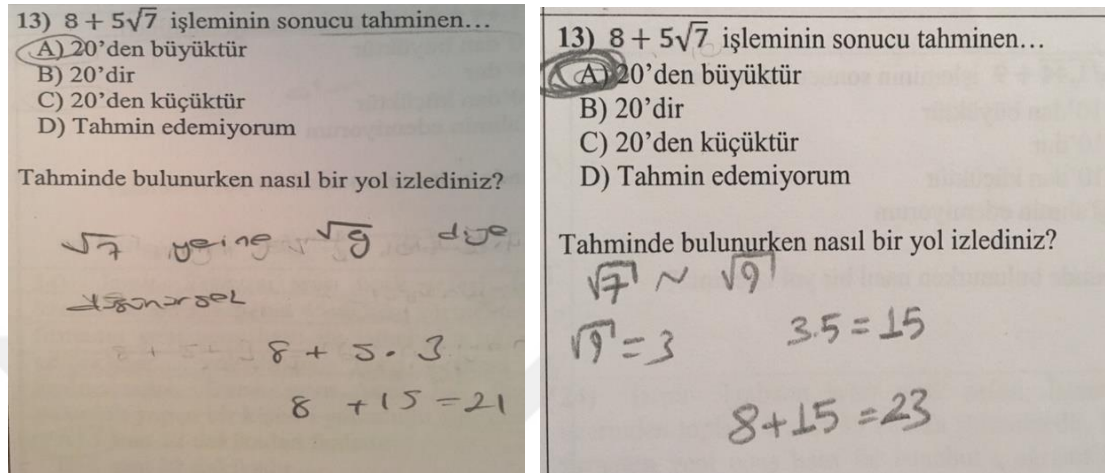 13) 8 + 5√7 işleminin sonucu tahminen...
A) 20'den büyüktür
B) 20'dir
C) 20'den küçüktür
D) Tahmin edemiyorum
Tahminde bulunurken nasıl bir yol izlediniz?
√7 yerine √9 diye
düşünürsek
8 + 5. 3
8 +15 =21
13) 8 + 5√7 işleminin sonucu tahminen...
A) 20'den büyüktür
B) 20'dir
C) 20'den küçüktür
D) Tahmin edemiyorum
Tahminde bulunurken nasıl bir yol izlediniz?
√7 ~ √9
√9 = 3 3.5 = 15
8+15 =23